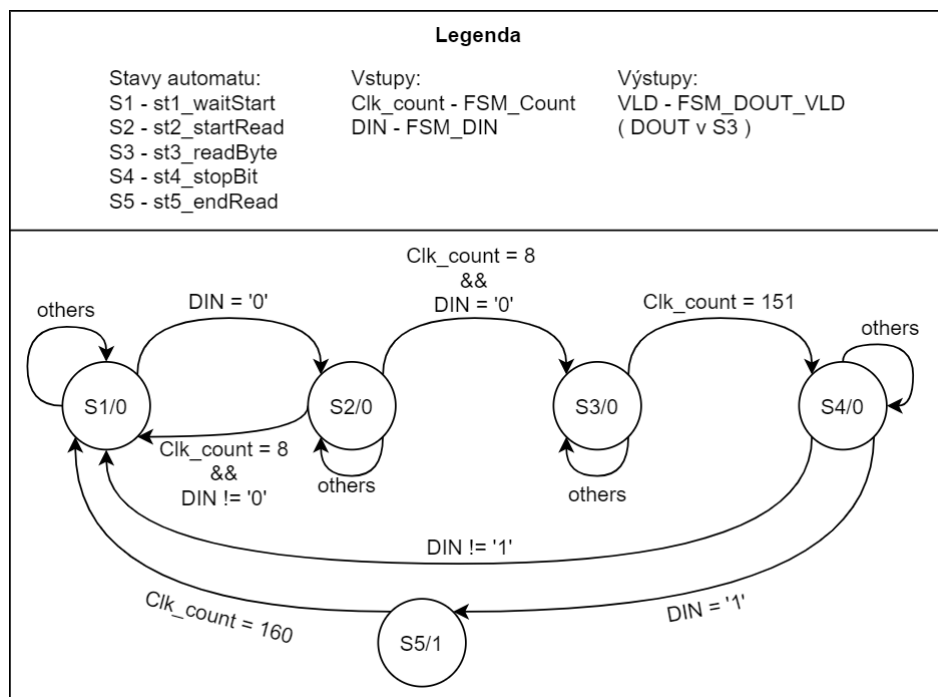 Legenda
Stavy automatu:
S1 - st1_waitStart
S2 - st2_startRead
S3 - st3_readByte
S4 - st4_stopBit
S5 - st5_endRead
Vstupy:
Clk_count - FSM_Count
DIN - FSM_DIN
Výstupy:
VLD - FSM_DOUT_VLD
( DOUT v S3 )
Clk_count = 8
&&
DIN = '0'
DIN = '0'
Clk_count = 151
others
others
S1/0
S2/0
S3/0
S4/0
Clk_count = 8
&&
DIN != '0'
others
others
DIN != '1'
Clk_count = 160
DIN = '1'
S5/1